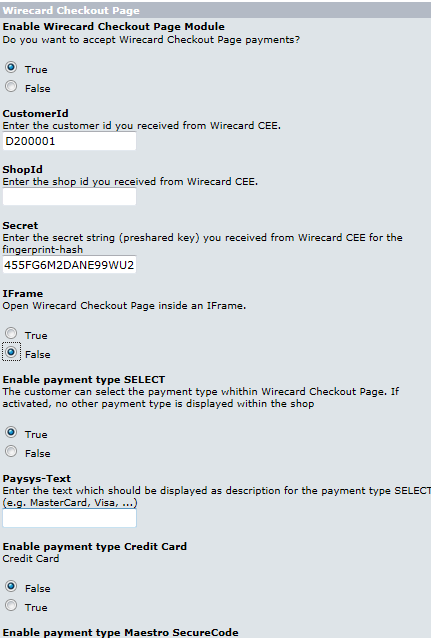 Wirecard Checkout Page
Enable Wirecard Checkout Page Module
Do you want to accept Wirecard Checkout Page payments?
True
False
CustomerId
Enter the customer id you received from Wirecard CEE.
D200001
ShopId
Enter the shop id you received from Wirecard CEE.
Secret
Enter the secret string (preshared key) you received from Wirecard CEE for the
fingerprint-hash
455FG6M2DANE99WU2
IFrame
Open Wirecard Checkout Page inside an IFrame.
True
False
Enable payment type SELECT
The customer can select the payment type whithin Wirecard Checkout Page. If
activated, no other payment type is displayed within the shop
True
False
Paysys-Text
Enter the text which should be displayed as description for the payment type SELECT
(e.g. MasterCard, Visa, ...)
Enable payment type Credit Card
Credit Card
False
True
Enable payment type Maestro SecureCode